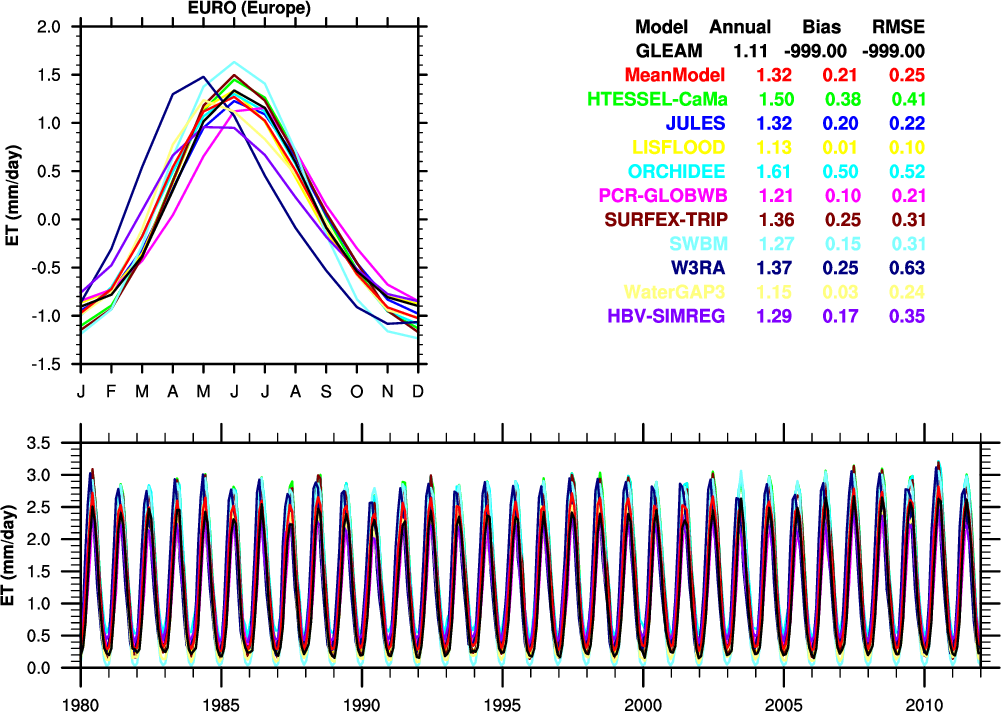 EURO (Europe)
2.0
1.5
1.0
0.5
0.0
-0.5
-1.0
-1.5
ET (mm/day)
J F M A M J J A S O N D
Model Annual Bias RMSE
GLEAM 1.11 -999.00 -999.00
MeanModel 1.32 0.21 0.25
HTESSEL-CaMa 1.50 0.38 0.41
JULES 1.32 0.20 0.22
LISFLOOD 1.13 0.01 0.10
ORCHIDEE 1.61 0.50 0.52
PCR-GLOBWB 1.21 0.10 0.21
SURFEX-TRIP 1.36 0.25 0.31
SWBM 1.27 0.15 0.31
W3RA 1.37 0.25 0.63
WaterGAP3 1.15 0.03 0.24
HBV-SIMREG 1.29 0.17 0.35
3.5
3.0
2.5
2.0
1.5
1.0
0.5
0.0
ET (mm/day)
1980 1985 1990 1995 2000 2005 2010